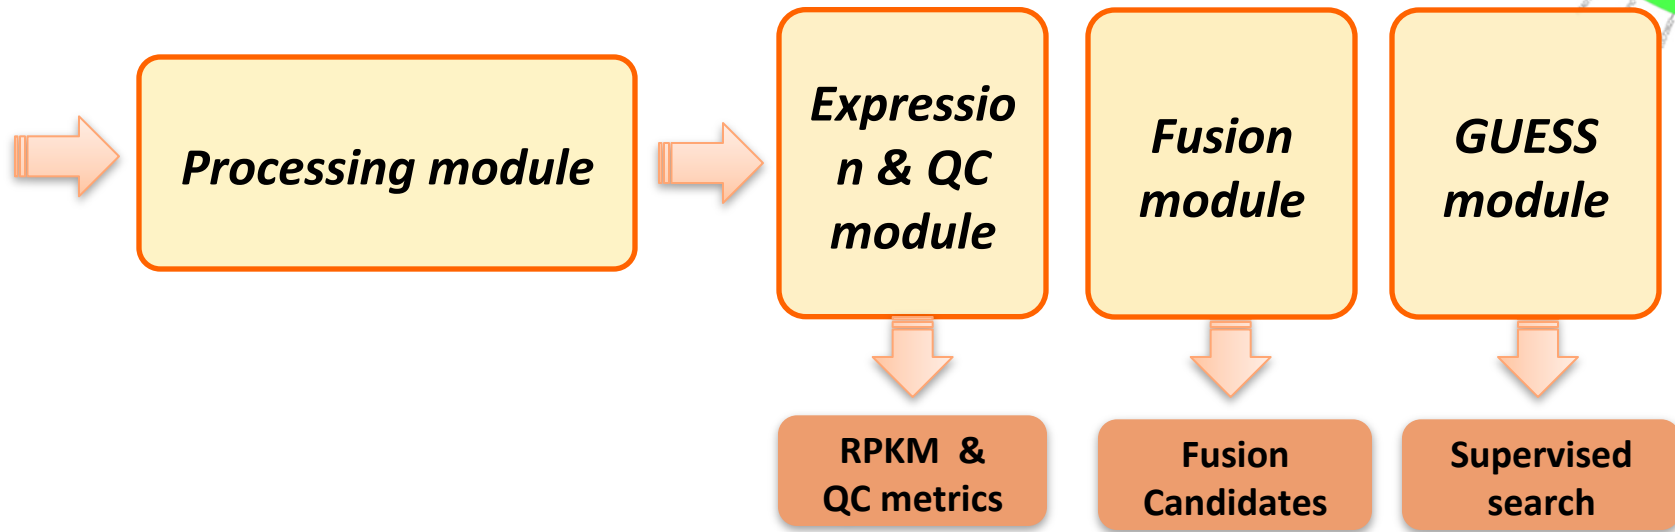 Processing module
Expressio
n & QC
module
Fusion
module
GUESS
module
RPKM &
QC metrics
Fusion
Candidates
Supervised
search